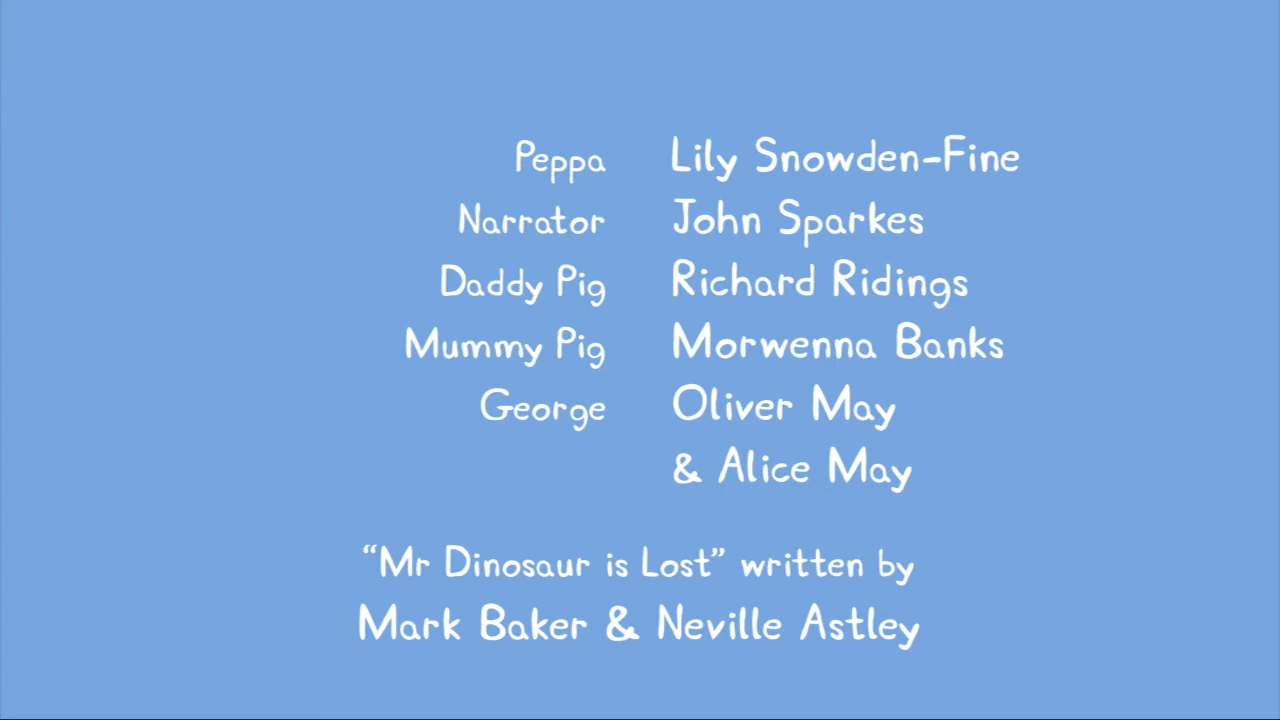 Peppa Lily Snowden-Fine
Narrator John Sparkes
Daddy Pig Richard Ridings
Mummy Pig Morwenna Banks
George Oliver May
& Alice May
“Mr Dinosaur is Lost” written by
Mark Baker & Neville Astley